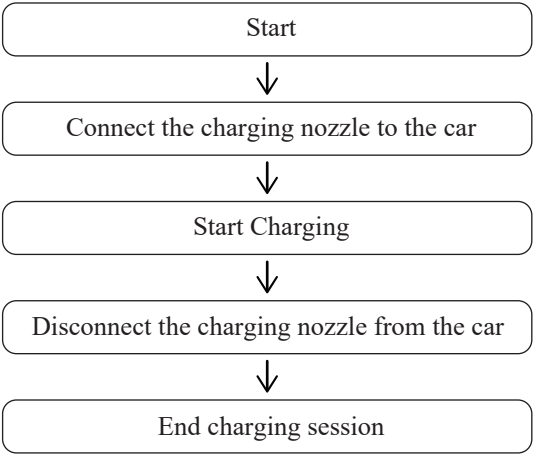 Start
Connect the charging nozzle to the car
Start Charging
Disconnect the charging nozzle from the car
End charging session